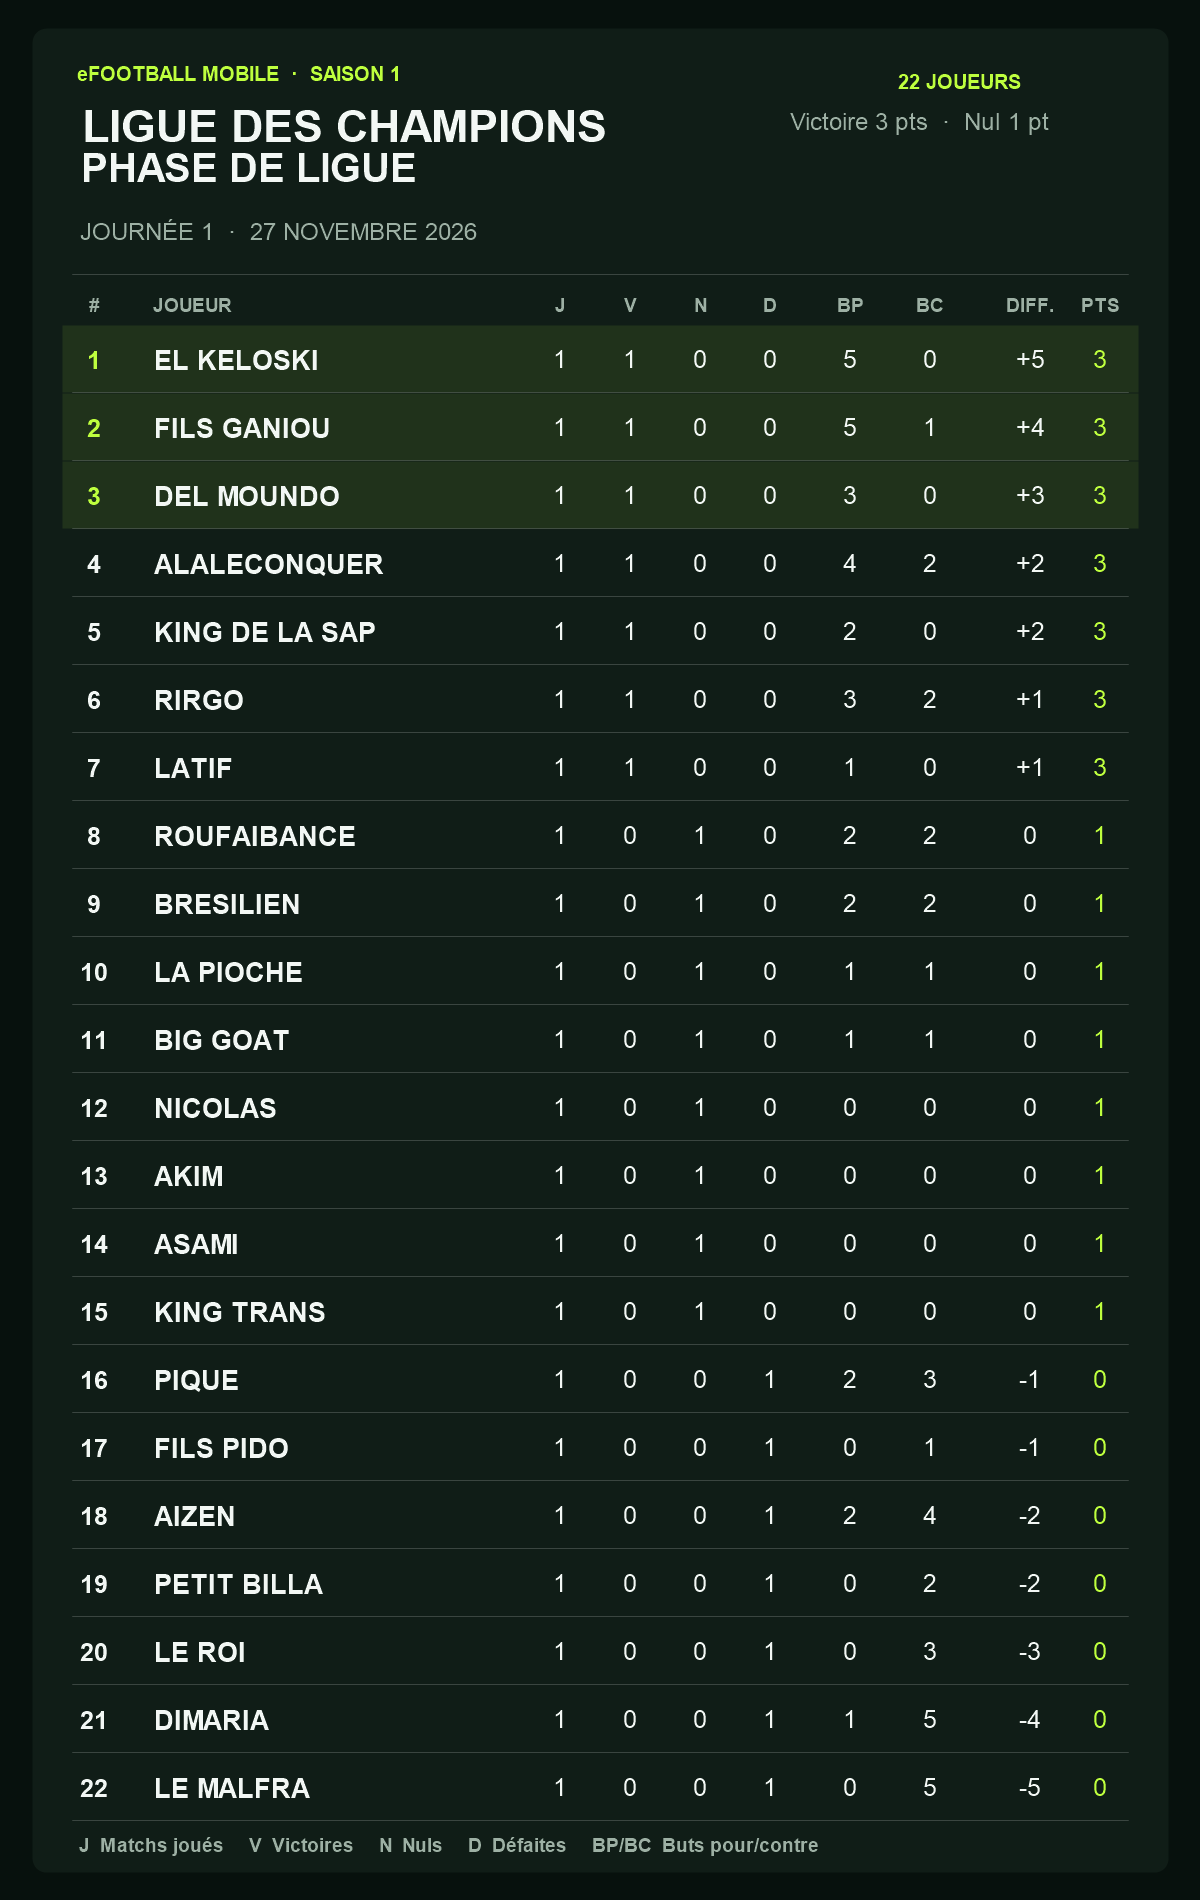 eFOOTBALL MOBILE · SAISON 1
22 JOUEURS
LIGUE DES CHAMPIONS
Victoire 3 pts · Nul 1 pt
PHASE DE LIGUE
JOURNÉE 1 · 27 NOVEMBRE 2026
# JOUEUR J V N D BP BC DIFF. PTS
1 EL KELOSKI 1 1 0 0 5 0 +5 3
2 FILS GANIOU 1 1 0 0 5 1 +4 3
3 DEL MOUNDO 1 1 0 0 3 0 +3 3
4 ALALECONQUER 1 1 0 0 4 2 +2 3
5 KING DE LA SAP 1 1 0 0 2 0 +2 3
6 RIRGO 1 1 0 0 3 2 +1 3
7 LATIF 1 1 0 0 1 0 +1 3
8 ROUFAIBANCE 1 0 1 0 2 2 0 1
9 BRESILIEN 1 0 1 0 2 2 0 1
10 LA PIOCHE 1 0 1 0 1 1 0 1
11 BIG GOAT 1 0 1 0 1 1 0 1
12 NICOLAS 1 0 1 0 0 0 0 1
13 AKIM 1 0 1 0 0 0 0 1
14 ASAMI 1 0 1 0 0 0 0 1
15 KING TRANS 1 0 1 0 0 0 0 1
16 PIQUE 1 0 0 1 2 3 -1 0
17 FILS PIDO 1 0 0 1 0 1 -1 0
18 AIZEN 1 0 0 1 2 4 -2 0
19 PETIT BILLA 1 0 0 1 0 2 -2 0
20 LE ROI 1 0 0 1 0 3 -3 0
21 DIMARIA 1 0 0 1 1 5 -4 0
22 LE MALFRA 1 0 0 1 0 5 -5 0
J Matchs joués V Victoires N Nuls D Défaites BP/BC Buts pour/contre